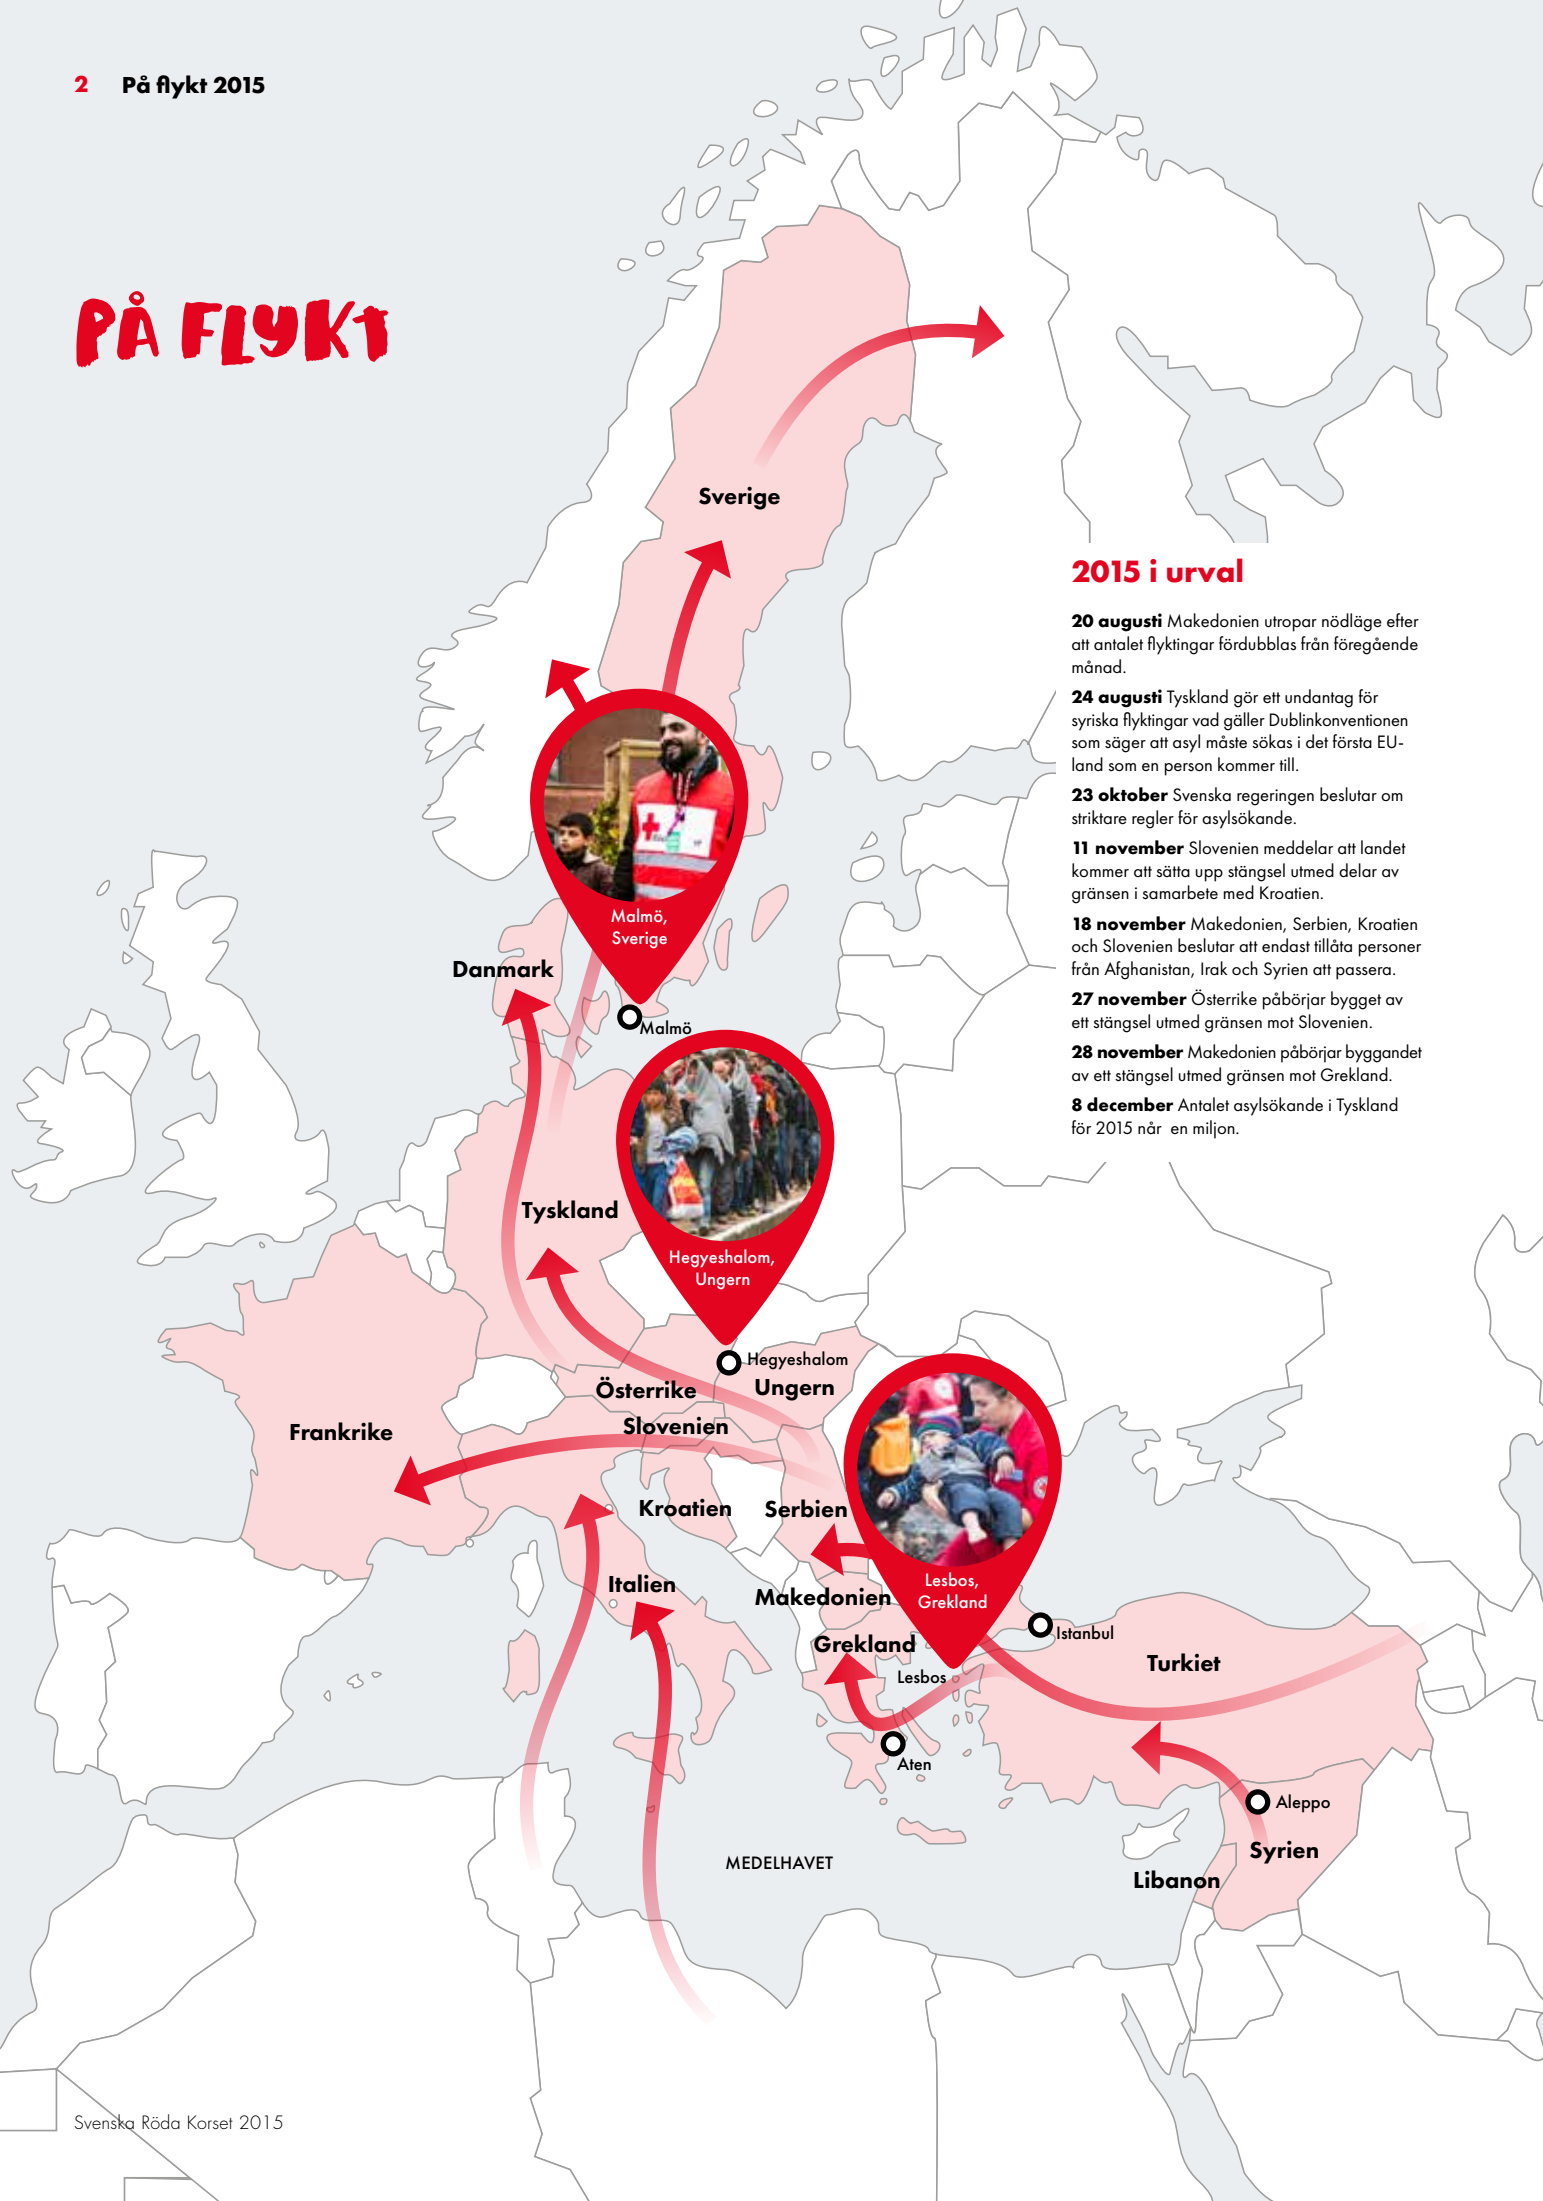 2 På flykt 2015
PÅ FLYKT
Sverige
2015 i urval
20 augusti Makedonien utropar nödläge efter
att antalet flyktingar fördubblas från föregående
månad.
24 augusti Tyskland gör ett undantag för
syriska flyktingar vad gäller Dublinkonventionen
som säger att asyl måste sökas i det första EU-
land som en person kommer till.
23 oktober Svenska regeringen beslutar om
striktare regler för asylsökande.
11 november Slovenien meddelar att landet
kommer att sätta upp stängsel utmed delar av
gränsen i samarbete med Kroatien.
18 november Makedonien, Serbien, Kroatien
och Slovenien beslutar att endast tillåta personer
från Afghanistan, Irak och Syrien att passera.
27 november Österrike påbörjar bygget av
ett stängsel utmed gränsen mot Slovenien.
28 november Makedonien påbörjar byggandet
av ett stängsel utmed gränsen mot Grekland.
8 december Antalet asylsökande i Tyskland
för 2015 når en miljon.
Malmö,
Sverige
Danmark
Malmö
Tyskland
Hegyeshalom,
Ungern
Hegyeshalom
Österrike
Ungern
Slovenien
Frankrike
Kroatien
Serbien
Italien
Makedonien
Lesbos,
Grekland
Istanbul
Grekland
Turkiet
Lesbos
Aten
Aleppo
Syrien
MEDELHAVET
Libanon
Svenska Röda Korset 2015